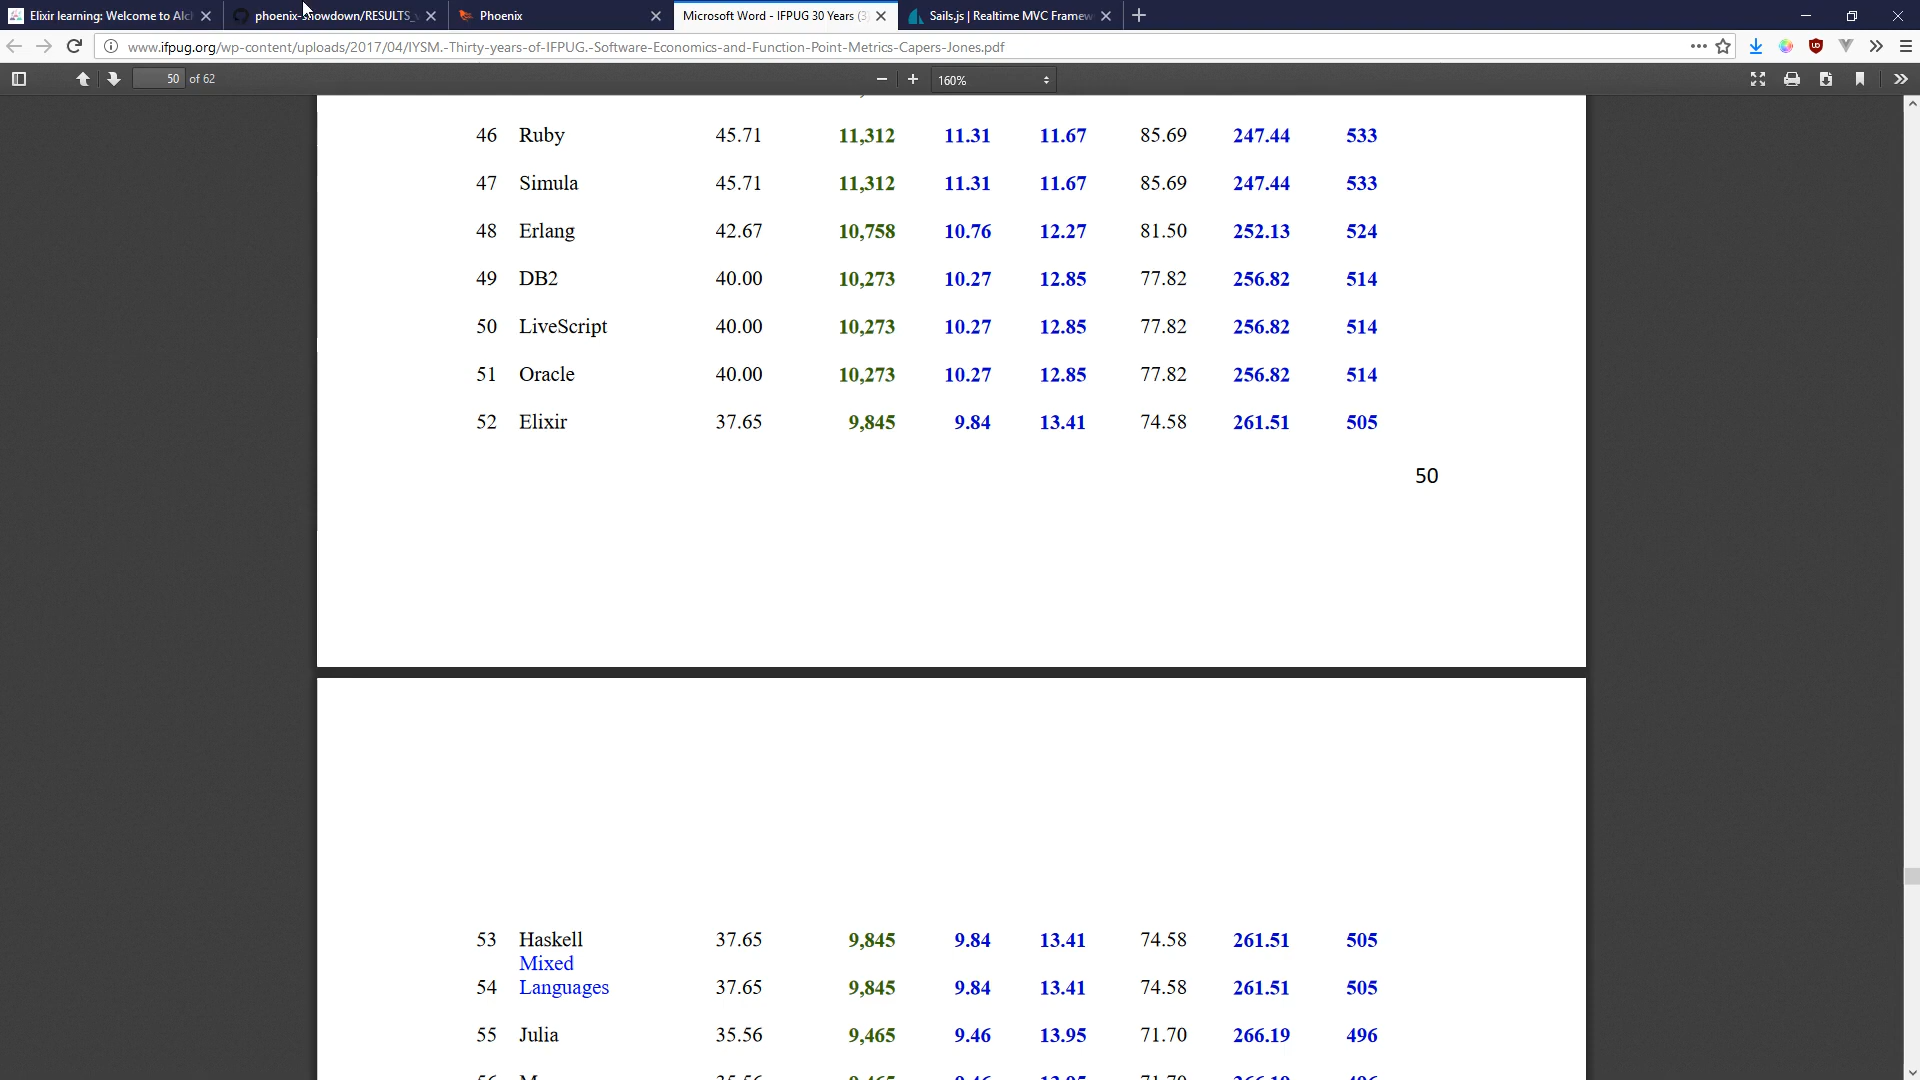 Elixir learning: Welcome to Alc
phoenix-showdown/RESULTS_
Phoenix
Microsoft Word - IFPUG 30 Years (3
Sails.js | Realtime MVC Framew
www.ifpug.org/wp-content/uploads/2017/04/IYSM.-Thirty-years-of-IFPUG.-Software-Economics-and-Function-Point-Metrics-Capers-Jones.pdf
50 of 62
160%
46 Ruby 45.71 11,312 11.31 11.67 85.69 247.44 533
47 Simula 45.71 11,312 11.31 11.67 85.69 247.44 533
48 Erlang 42.67 10,758 10.76 12.27 81.50 252.13 524
49 DB2 40.00 10,273 10.27 12.85 77.82 256.82 514
50 LiveScript 40.00 10,273 10.27 12.85 77.82 256.82 514
51 Oracle 40.00 10,273 10.27 12.85 77.82 256.82 514
52 Elixir 37.65 9,845 9.84 13.41 74.58 261.51 505
50
53 Haskell 37.65 9,845 9.84 13.41 74.58 261.51 505
Mixed
54 Languages 37.65 9,845 9.84 13.41 74.58 261.51 505
55 Julia 35.56 9,465 9.46 13.95 71.70 266.19 496